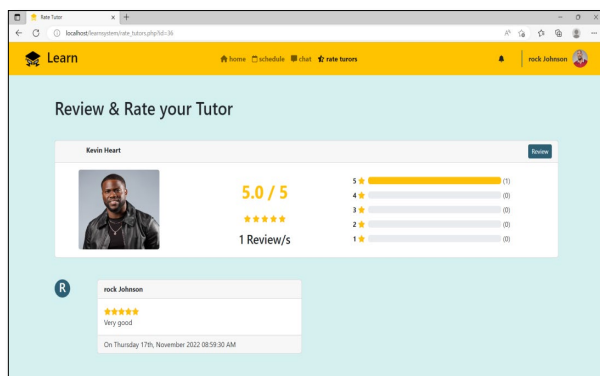 Rate Tutor
localhost/learnsystem/rate_tutors.php?id=36
Learn
home schedule chat rate turors
rock Johnson
Review & Rate your Tutor
Kevin Heart
Review
5.0 / 5
1 Review/s
5 (1)
4 (0)
3 (0)
2 (0)
1 (0)
R
rock Johnson
Very good
On Thursday 17th, November 2022 08:59:30 AM